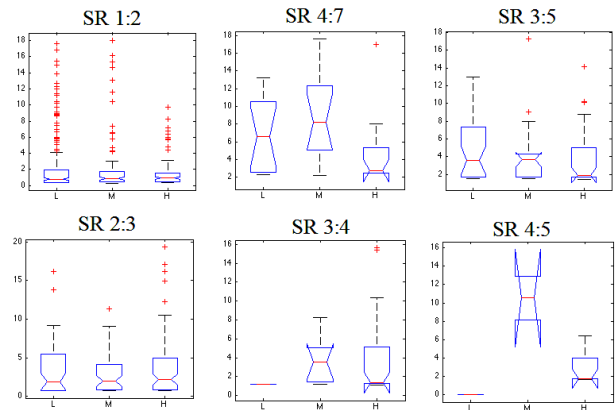 SR 1:2 SR 4:7 SR 3:5
18 16 14 12 10 8 6 4 2 0
L M H
18 16 14 12 10 8 6 4 2
L M H
18 16 14 12 10 8 6 4 2
L M H
SR 2:3 SR 3:4 SR 4:5
20 15 10 5 0
L M H
16 14 12 10 8 6 4 2 0
L M H
16 14 12 10 8 6 4 2 0
L M H